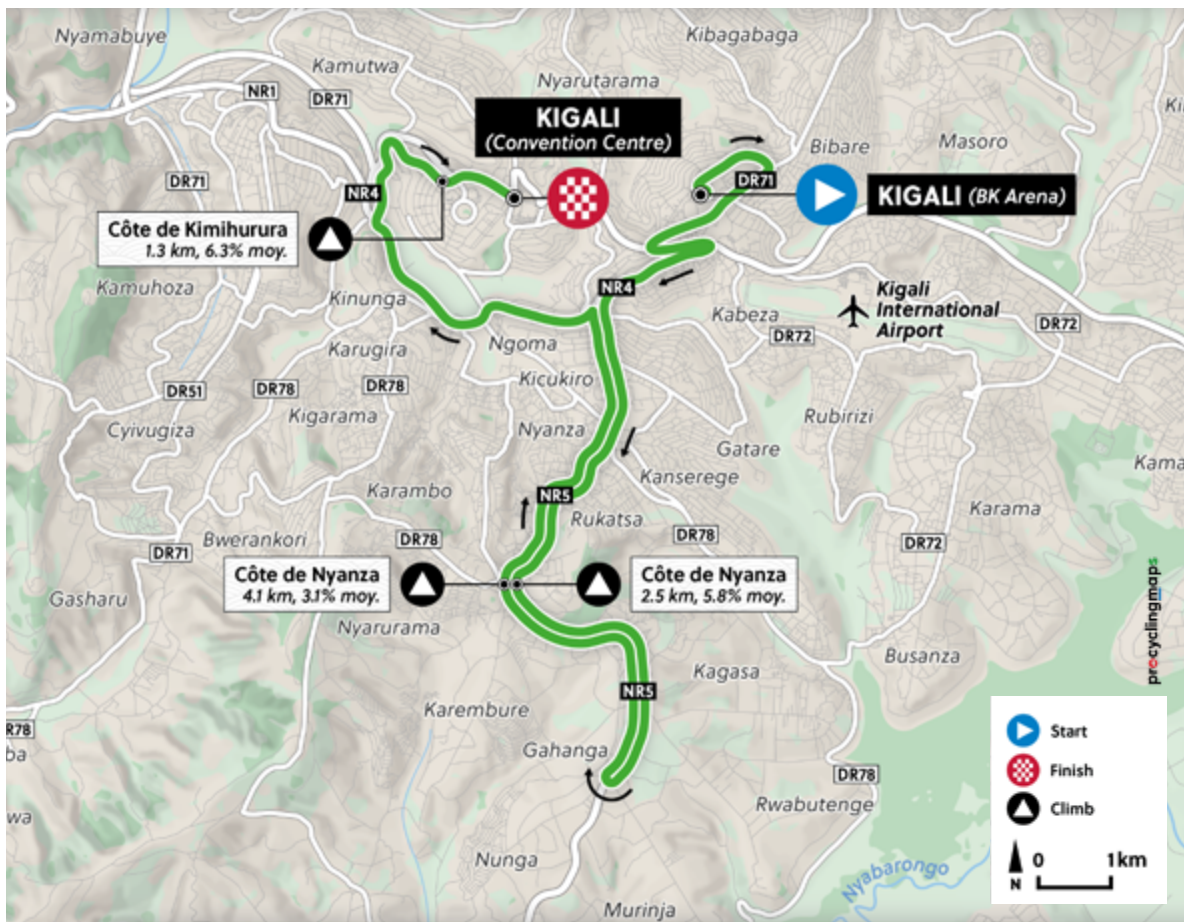 Nyamabuye
Kibagabaga
Kamutwa
Nyarutarama
NR1
DR71
KIGALI
(Convention Centre)
Bibare
Masoro
DR71
DR71
NR4
KIGALI (BK Arena)
Côte de Kimihurura
1.3 km, 6.3% moy.
Kamuhoza
Kinunga
NR4
Kabeza
Kigali
International
Airport
DR72
DR72
Ngoma
Karugira
DR78
DR78
Kicukiro
DR51
Kigarama
Rubirizi
Cyivugiza
Nyanza
Gatare
Kanserege
Kama
Karambo
NR5
Rukatsa
Karama
DR71
Bwerankori
DR78
DR78
DR72
Côte de Nyanza
4.1 km, 3.1% moy.
Côte de Nyanza
2.5 km, 5.8% moy.
Gasharu
Nyarurama
procyclingmaps
Busanza
Kagasa
NR5
Karembure
R78
ba
Gahanga
Start
Finish
Climb
DR78
Rwabutenge
wa
Nunga
Nyabarongo
N
0 1km
Murinja